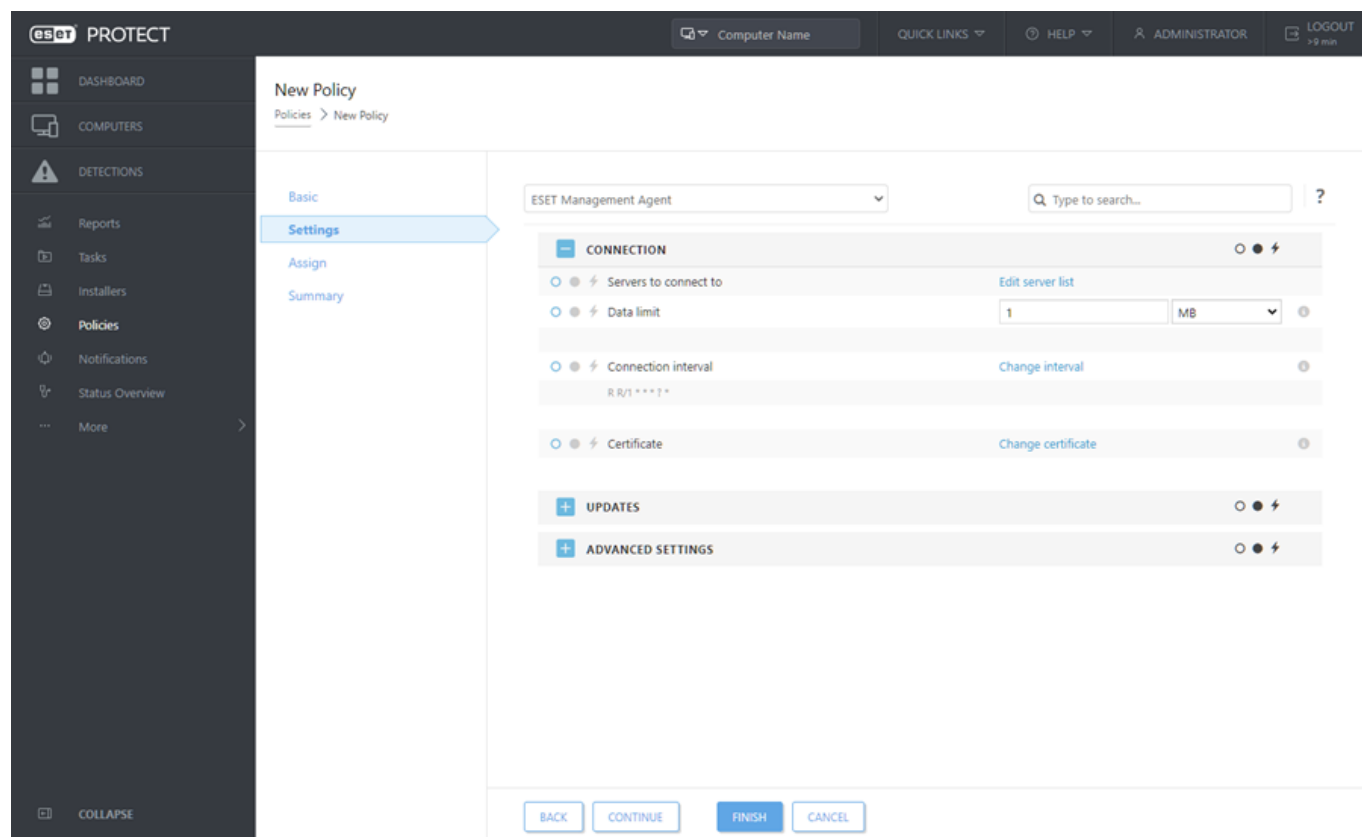 eset PROTECT
Computer Name
QUICK LINKS
HELP
ADMINISTRATOR
LOGOUT
>9 min
DASHBOARD
COMPUTERS
DETECTIONS
Reports
Tasks
Installers
Policies
Notifications
Status Overview
More
COLLAPSE
New Policy
Policies > New Policy
Basic
Settings
Assign
Summary
ESET Management Agent
Type to search...
?
CONNECTION
Servers to connect to Edit server list
Data limit 1 MB
Connection interval Change interval
R R/1 * * * ? *
Certificate Change certificate
UPDATES
ADVANCED SETTINGS
BACK CONTINUE FINISH CANCEL